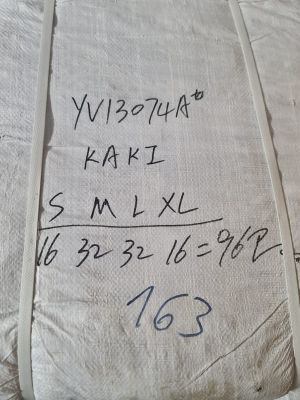 YV13074A#
KAKI
S M L XL
16 32 32 16=96P.
163